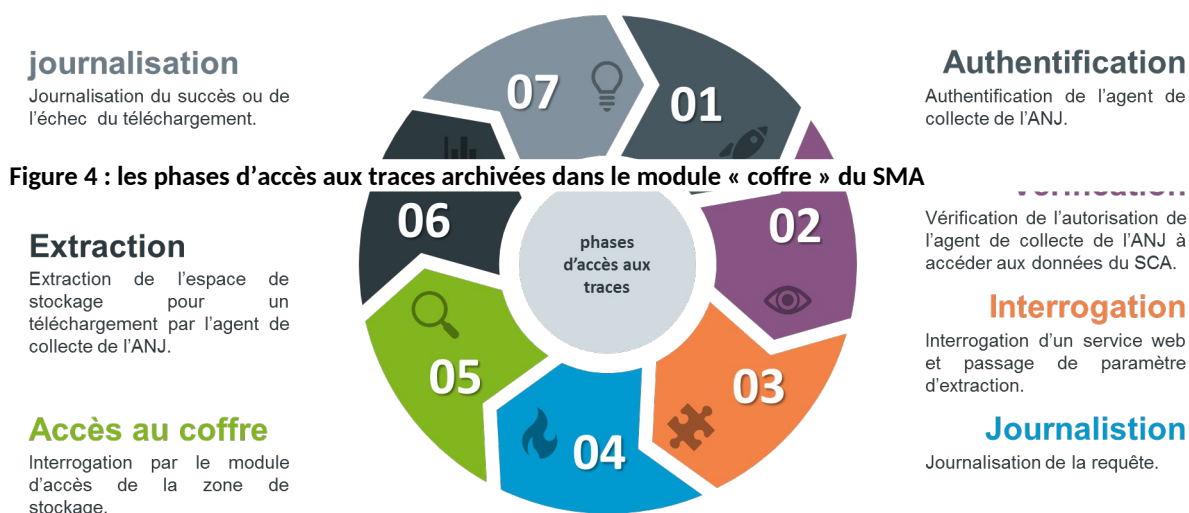 journalisation
Journalisation du succès ou de
l'échec du téléchargement.
07
01
Authentification
Authentification de l'agent de
collecte de l'ANJ.
Figure 4 : les phases d'accès aux traces archivées dans le module « coffre » du SMA
06
Extraction
Extraction de l'espace de
stockage pour un
téléchargement par l'agent de
collecte de l'ANJ.
phases
d'accès aux
traces
02
Vérification de l'autorisation de
l'agent de collecte de l'ANJ à
accéder aux données du SCA.
Interrogation
Interrogation d'un service web
et passage de paramètre
d'extraction.
05
03
Accès au coffre
Interrogation par le module
d'accès de la zone de
stockage.
04
Journalistion
Journalisation de la requête.